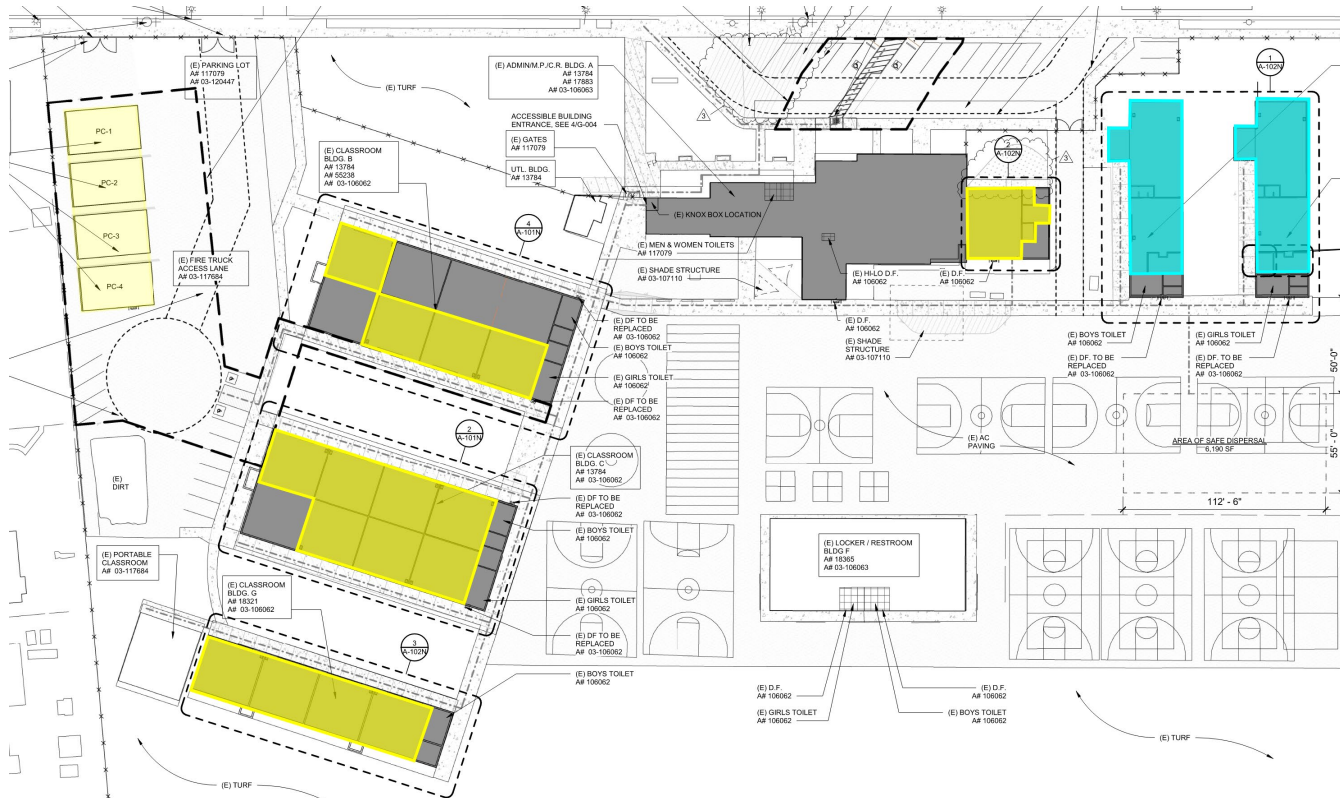 (E) PARKING LOT
A# 117079
A# 03-120447
(E) TURF
(E) ADMIN/M.P./C.R. BLDG. A
A# 13784
A# 17883
A# 03-106063
ACCESSIBLE BUILDING
ENTRANCE, SEE 4/G-004
(E) GATES
A# 117079
UTL. BLDG.
A# 13784
3
2
A-102N
3
1
A-102N
PC-1
PC-2
PC-3
PC-4
(E) CLASSROOM
BLDG. B
A# 13784
A# 55238
A# 03-106062
(E) FIRE TRUCK
ACCESS LANE
A# 03-117684
4
A-101N
(E) KNOX BOX LOCATION
(E) MEN & WOMEN TOILETS
A# 117079
(E) SHADE STRUCTURE
A# 03-107110
(E) HI-LO D.F.
A# 106062
(E) D.F.
A# 106062
(E) D.F.
A# 106062
(E) SHADE
STRUCTURE
A# 03-107110
(E) DF TO BE
REPLACED
A# 03-106062
(E) BOYS TOILET
A# 106062
(E) GIRLS TOILET
A# 106062
(E) DF TO BE
REPLACED
A# 03-106062
(E) BOYS TOILET
A# 106062
(E) DF. TO BE
REPLACED
A# 03-106062
(E) GIRLS TOILET
A# 106062
(E) DF. TO BE
REPLACED
A# 03-106062
50'-0"
55' - 0"
(E) AC
PAVING
AREA OF SAFE DISPERSAL
6,190 SF
112' - 6"
2
A-101N
(E) CLASSROOM
BLDG. C
A# 13784
A# 03-106062
(E) DIRT
(E) DF TO BE
REPLACED
A# 03-106062
(E) BOYS TOILET
A# 106062
(E) GIRLS TOILET
A# 106062
(E) DF TO BE
REPLACED
A# 03-106062
(E) BOYS TOILET
A# 106062
(E) PORTABLE
CLASSROOM
A# 03-117684
(E) CLASSROOM
BLDG. G
A# 18321
A# 03-106062
3
A-102N
(E) LOCKER / RESTROOM
BLDG F
A# 18365
A# 03-106063
(E) D.F.
A# 106062
(E) GIRLS TOILET
A# 106062
(E) D.F.
A# 106062
(E) BOYS TOILET
A# 106062
(E) TURF
(E) TURF